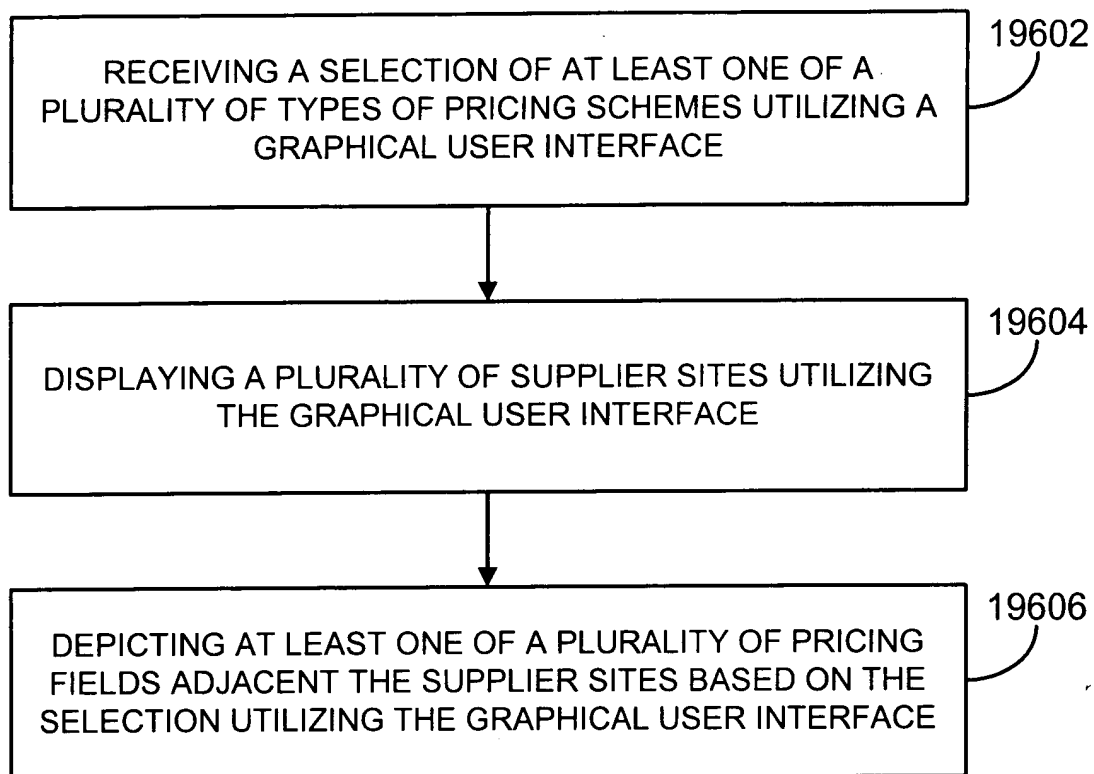 19602
RECEIVING A SELECTION OF AT LEAST ONE OF A
PLURALITY OF TYPES OF PRICING SCHEMES UTILIZING A
GRAPHICAL USER INTERFACE
19604
DISPLAYING A PLURALITY OF SUPPLIER SITES UTILIZING
THE GRAPHICAL USER INTERFACE
19606
DEPICTING AT LEAST ONE OF A PLURALITY OF PRICING
FIELDS ADJACENT THE SUPPLIER SITES BASED ON THE
SELECTION UTILIZING THE GRAPHICAL USER INTERFACE